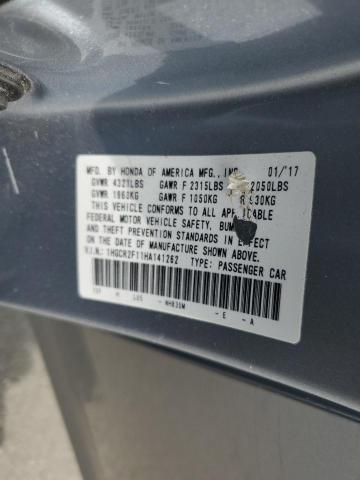 MFD. BY HONDA OF AMERICA MFG., INC. 01/'17
GVWR 4321LBS GAWR F 2315LBS 2050LBS
GVWR 1960KG GAWR F 1050KG R 930KG
THIS VEHICLE CONFORMS TO ALL APPLICABLE
FEDERAL MOTOR VEHICLE SAFETY,
AND THEFT PREVENTION STANDARDS IN EFFECT
ON THE DATE OF MANUFACTURE SHOWN ABOVE.
V.I.N.: 1HGCR2F11HA141262 TYPE: PASSENGER CAR
NH830M - E - A